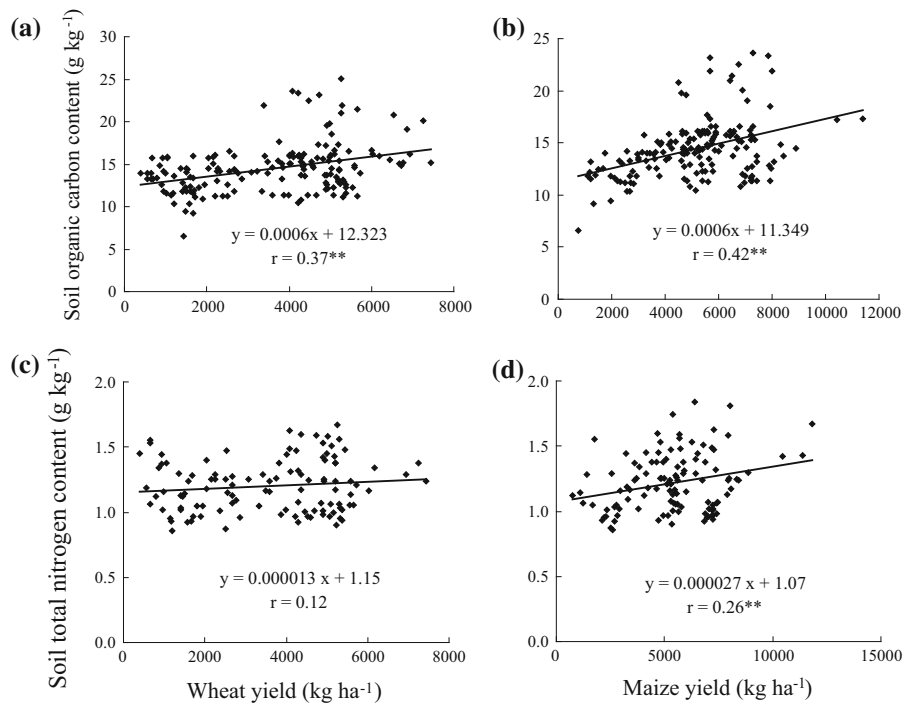 (a)
(b)
Soil organic carbon content (g kg⁻¹)
30
25
20
15
10
5
0
0 2000 4000 6000 8000
y = 0.0006x + 12.323
r = 0.37**
25
20
15
10
5
0
0 2000 4000 6000 8000 10000 12000
y = 0.0006x + 11.349
r = 0.42**
(c)
(d)
Soil total nitrogen content (g kg⁻¹)
2.0
1.5
1.0
0.5
0.0
0 2000 4000 6000 8000
y = 0.000013 x + 1.15
r = 0.12
Wheat yield (kg ha⁻¹)
2.0
1.5
1.0
0.5
0.0
0 5000 10000 15000
y = 0.000027 x + 1.07
r = 0.26**
Maize yield (kg ha⁻¹)